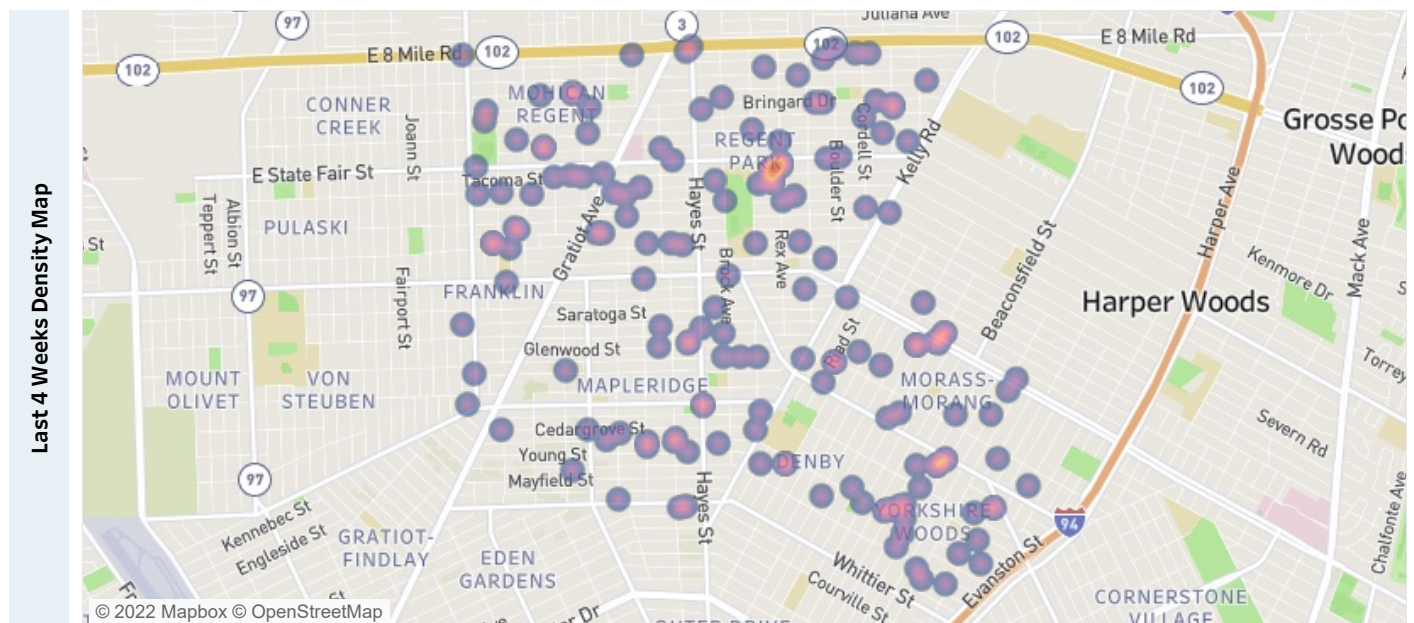 Last 4 Weeks Density Map
97
3
Juliana Ave
102
E 8 Mile Rd
102
102
102
E 8 Mile Rd
102
MOHICAN
REGENT
CONNER
CREEK
Bringard Dr
Grosse Po
Woods
Joann St
Cordell St
Kelly Rd
REGENT
PARK
E State Fair St
Tacoma St
Boulder St
Hayes St
Albion St
Teppert St
PULASKI
St
Gratiot Ave
Rex Ave
Harper Ave
Mack Ave
Beaconsfield St
Kenmore Dr
Brock Ave
97
Fairport St
FRANKLIN
Saratoga St
Harper Woods
Glenwood St
Torrey
MOUNT
OLIVET
VON
STEUBEN
MAPLERIDGE
MORASS-
MORANG
Cedargrove St
Severn Rd
Young St
DENBY
Mayfield St
97
Hayes St
Kennebec St
Engleside St
YORKSHIRE
WOODS
94
Chalfonte Ave
GRATIOT-
FINDLAY
EDEN
GARDENS
Whittier St
Courville St
Evanston St
CORNERSTONE
VILLAGE
© 2022 Mapbox © OpenStreetMap
St
Dr
OUTER DRIVE